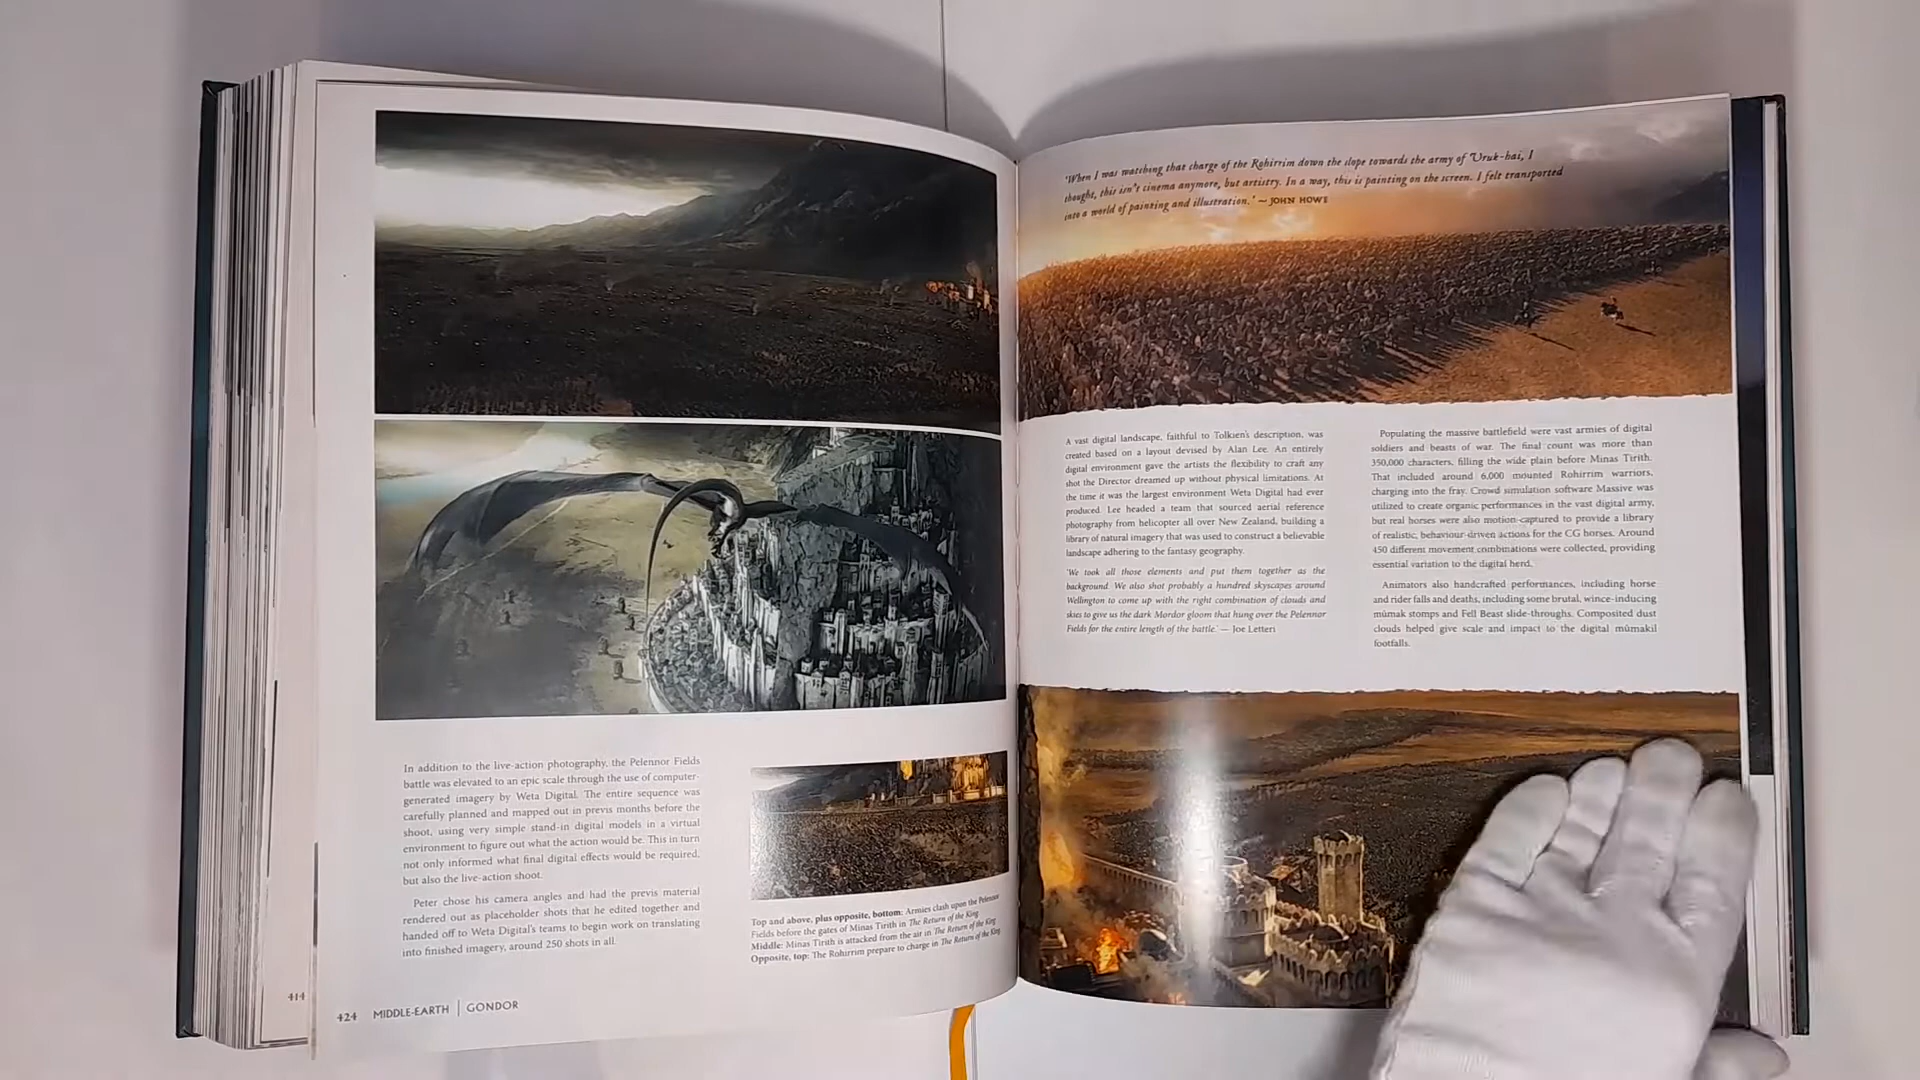 In addition to the live-action photography, the Pelennor Fields
battle was elevated to an epic scale through the use of computer-
generated imagery by Weta Digital. The entire sequence was
carefully planned and mapped out in previs months before the
shoot, using very simple stand-in digital models in a virtual
environment to figure out what the action would be. This in turn
not only informed what final digital effects would be required,
but also the live-action shoot.
Peter chose his camera angles and had the previs material
rendered out as placeholder shots that he edited together and
handed off to Weta Digital's teams to begin work on translating
into finished imagery, around 250 shots in all.
Top and above, plus opposite, bottom: Armies clash upon the Pelennor
Fields before the gates of Minas Tirith in The Return of the King.
Middle: Minas Tirith is attacked from the air in The Return of the King.
Opposite, top: The Rohirrim prepare to charge in The Return of the King.
414
424 MIDDLE-EARTH | GONDOR
'When I was watching that charge of the Rohirrim down the slope towards the army of Uruk-hai, I
thought, this isn't cinema anymore, but artistry. In a way, this is painting on the screen. I felt transported
into a world of painting and illustration.' ~ JOHN HOWE
A vast digital landscape, faithful to Tolkien's description, was
created based on a layout devised by Alan Lee. An entirely
digital environment gave the artists the flexibility to craft any
shot the Director dreamed up without physical limitations. At
the time it was the largest environment Weta Digital had ever
produced. Lee headed a team that sourced aerial reference
photography from helicopter all over New Zealand, building a
library of natural imagery that was used to construct a believable
landscape adhering to the fantasy geography.
'We took all those elements and put them together as the
background. We also shot probably a hundred skyscapes around
Wellington to come up with the right combination of clouds and
skies to give us the dark Mordor gloom that hung over the Pelennor
Fields for the entire length of the battle.' — Joe Letteri
Populating the massive battlefield were vast armies of digital
soldiers and beasts of war. The final count was more than
350,000 characters, filling the wide plain before Minas Tirith.
That included around 6,000 mounted Rohirrim warriors,
charging into the fray. Crowd simulation software Massive was
utilized to create organic performances in the vast digital army,
but real horses were also motion-captured to provide a library
of realistic, behaviour-driven actions for the CG horses. Around
450 different movement combinations were collected, providing
essential variation to the digital herd.
Animators also handcrafted performances, including horse
and rider falls and deaths, including some brutal, wince-inducing
mûmak stomps and Fell Beast slide-throughs. Composited dust
clouds helped give scale and impact to the digital mûmakil
footfalls.